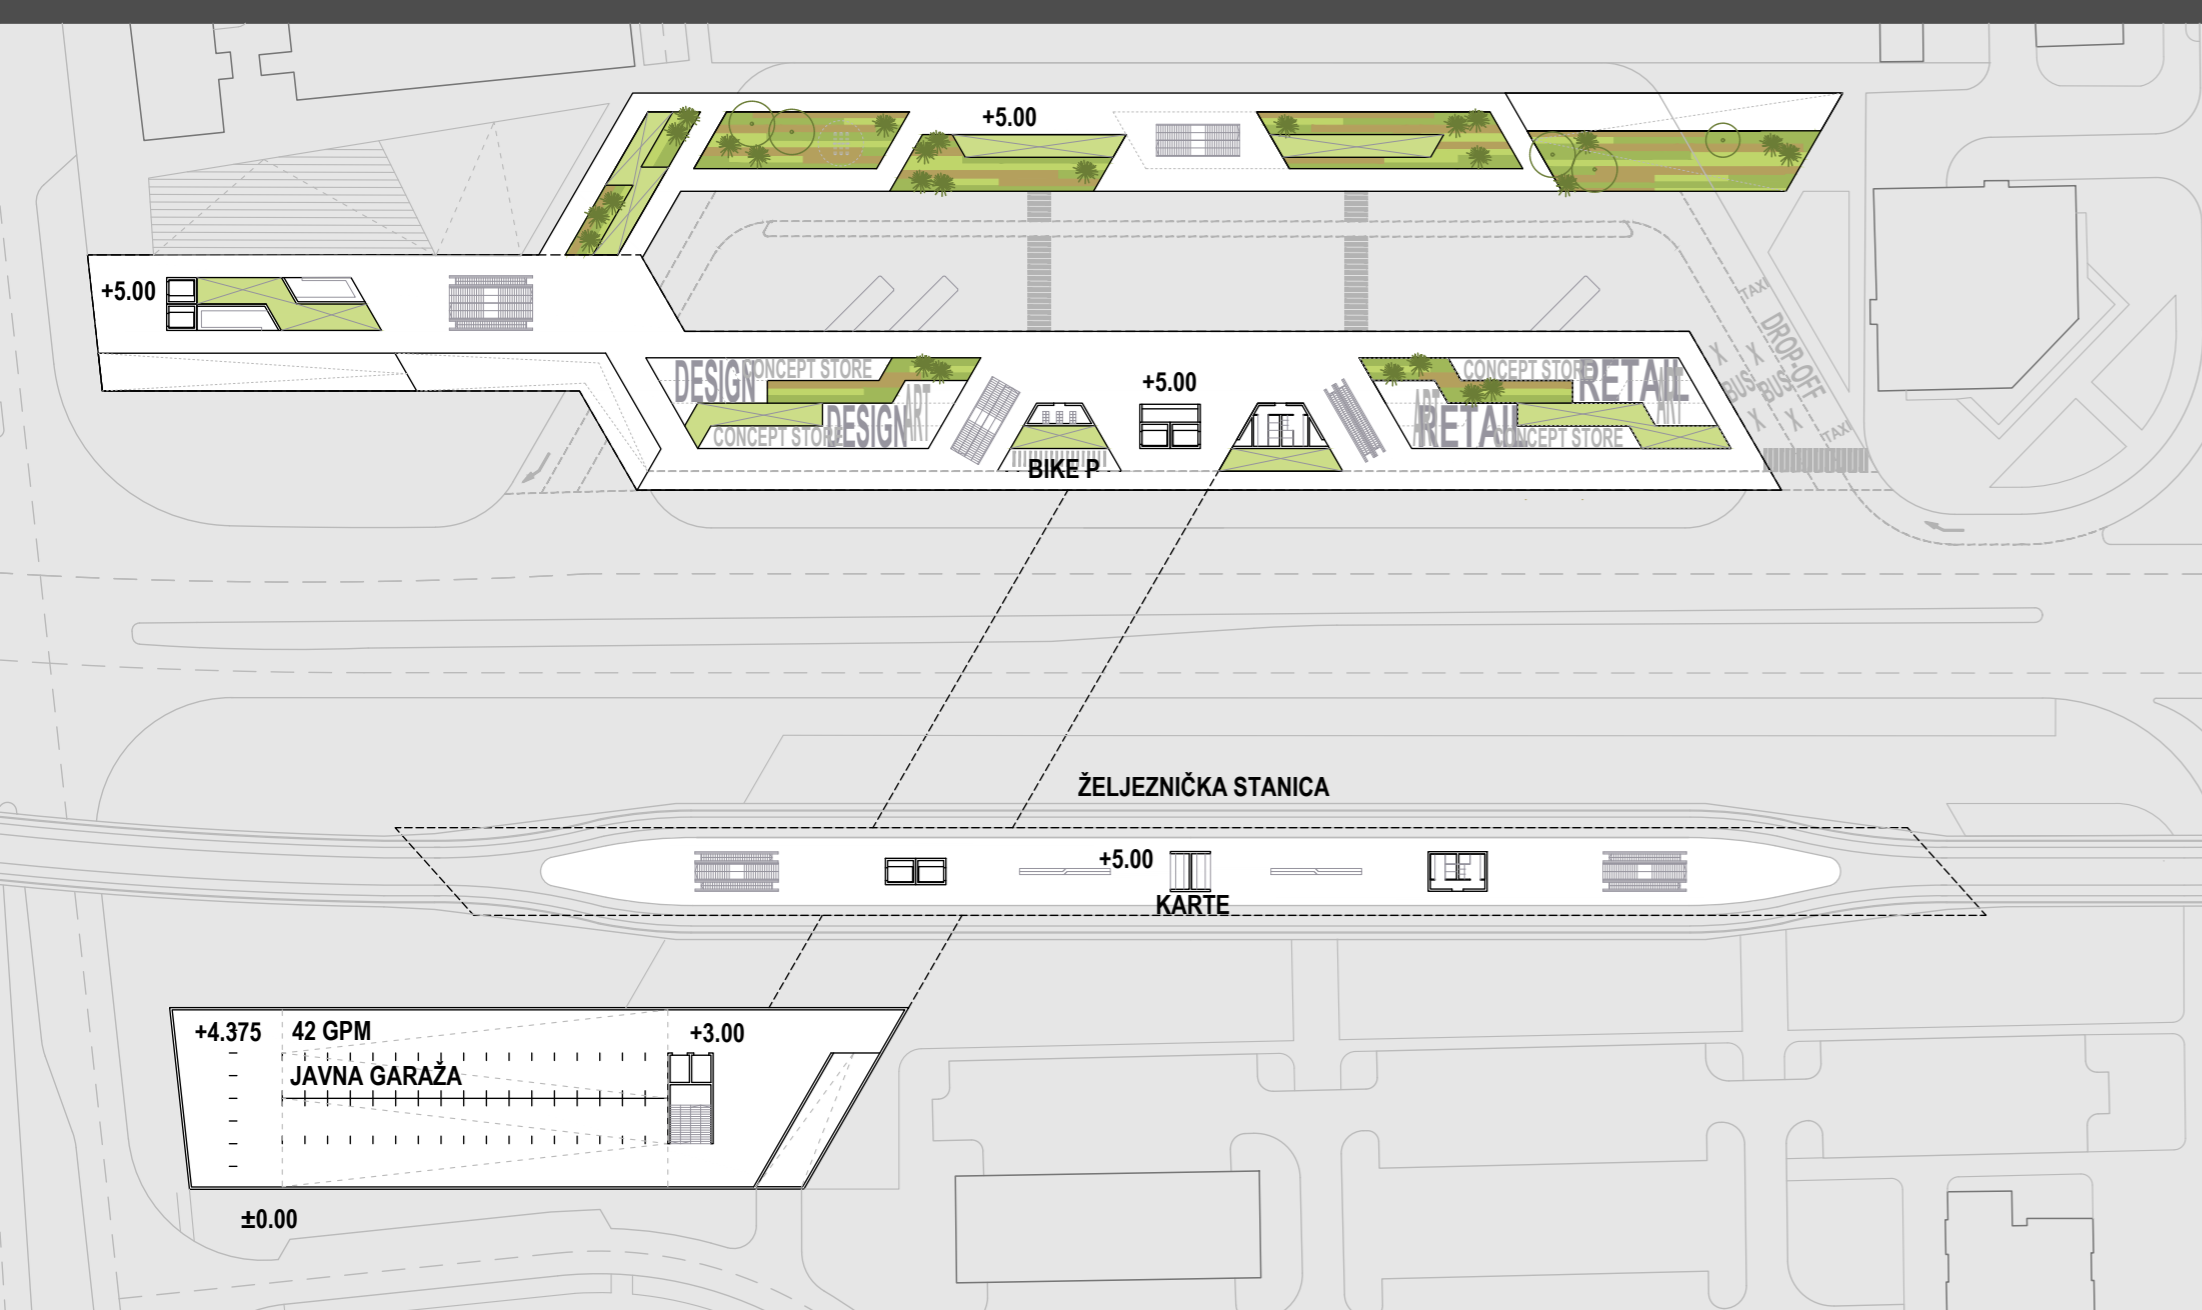 +5.00
+5.00
TAXI
DROP-OFF
BUS
BUS
TAXI
DESIGN
CONCEPT STORE
DESIGN
ART
CONCEPT STORE
+5.00
BIKE P
CONCEPT STORE
RETAIL
ART
ART
RETAIL
CONCEPT STORE
ŽELJEZNIČKA STANICA
+5.00
KARTE
+4.375
42 GPM
+3.00
JAVNA GARAŽA
±0.00